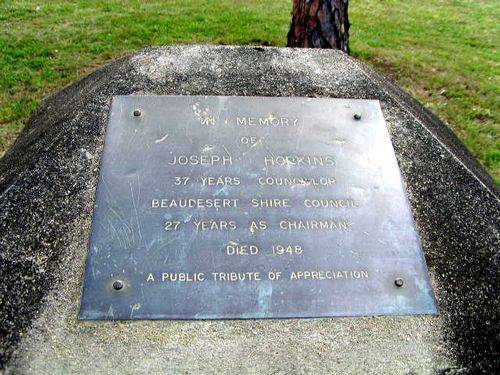 IN MEMORY
OF
JOSEPH HOPKINS
37 YEARS COUNCILLOR
BEAUDESERT SHIRE COUNCIL
27 YEARS AS CHAIRMAN
DIED 1948
A PUBLIC TRIBUTE OF APPRECIATION